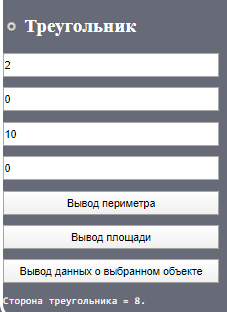 Треугольник
2
0
10
0
Вывод периметра
Вывод площади
Вывод данных о выбранном объекте
Сторона треугольника = 8.